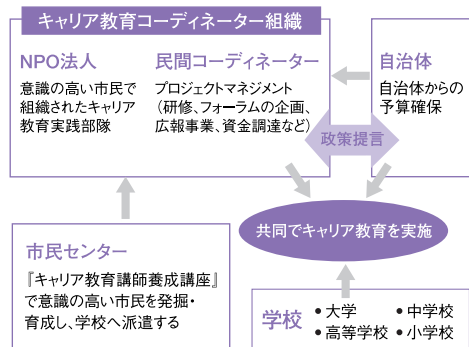 キャリア教育コーディネーター組織
NPO法人
意識の高い市民で
組織されたキャリア
教育実践部隊
民間コーディネーター
プロジェクトマネジメント
（研修、フォーラムの企画、
広報事業、資金調達など）
自治体
自治体からの
予算確保
政策提言
共同でキャリア教育を実施
市民センター
『キャリア教育講師養成講座』
で意識の高い市民を発掘・
育成し、学校へ派遣する
学校
•大学 •中学校
•高等学校 •小学校